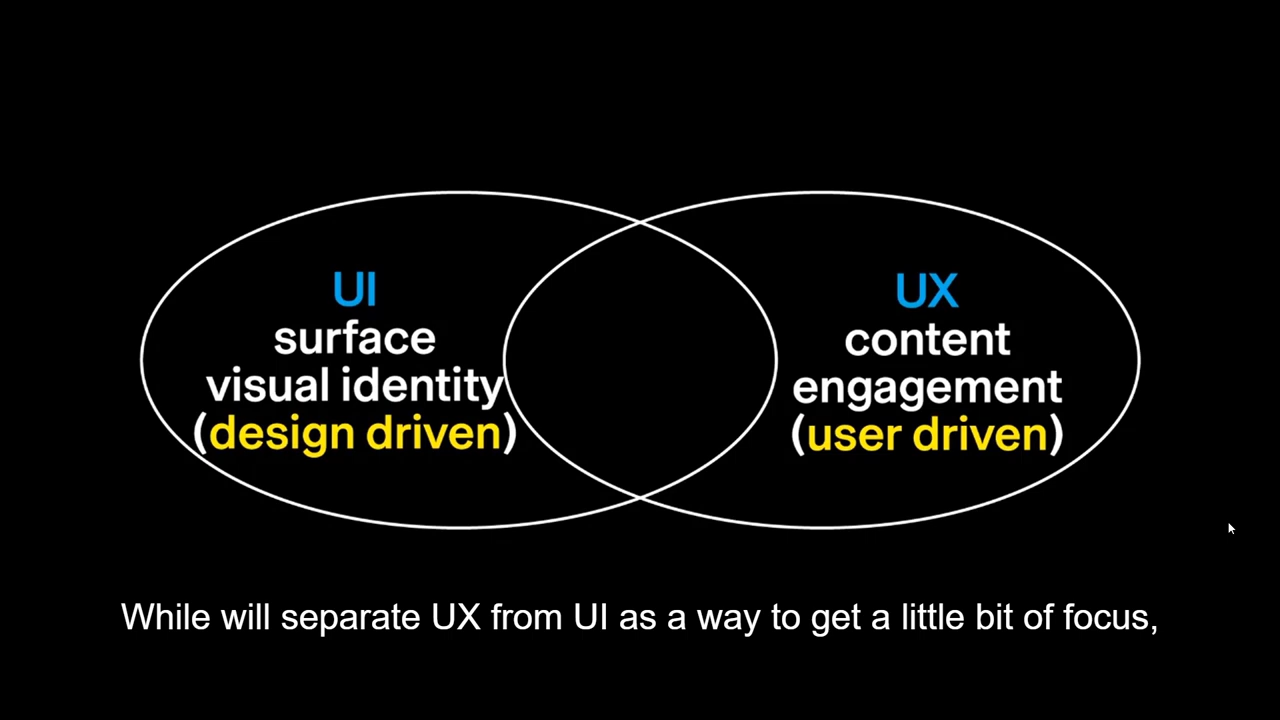 UI
surface
visual identity
(design driven)
UX
content
engagement
(user driven)
While will separate UX from UI as a way to get a little bit of focus,